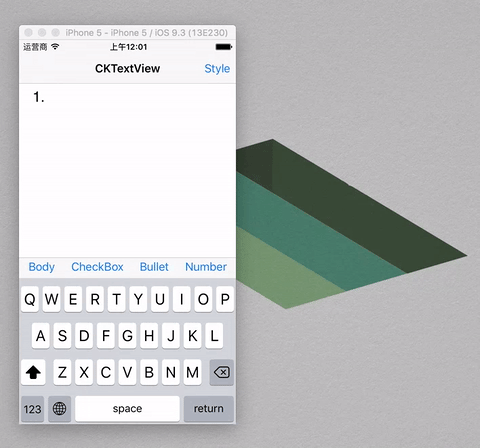 iPhone 5 - iPhone 5 / iOS 9.3 (13E230)
运营商 上午12:01
CKTextView Style
1.
Body CheckBox Bullet Number
Q W E R T Y U I O P
A S D F G H J K L
Z X C V B N M
123 space return